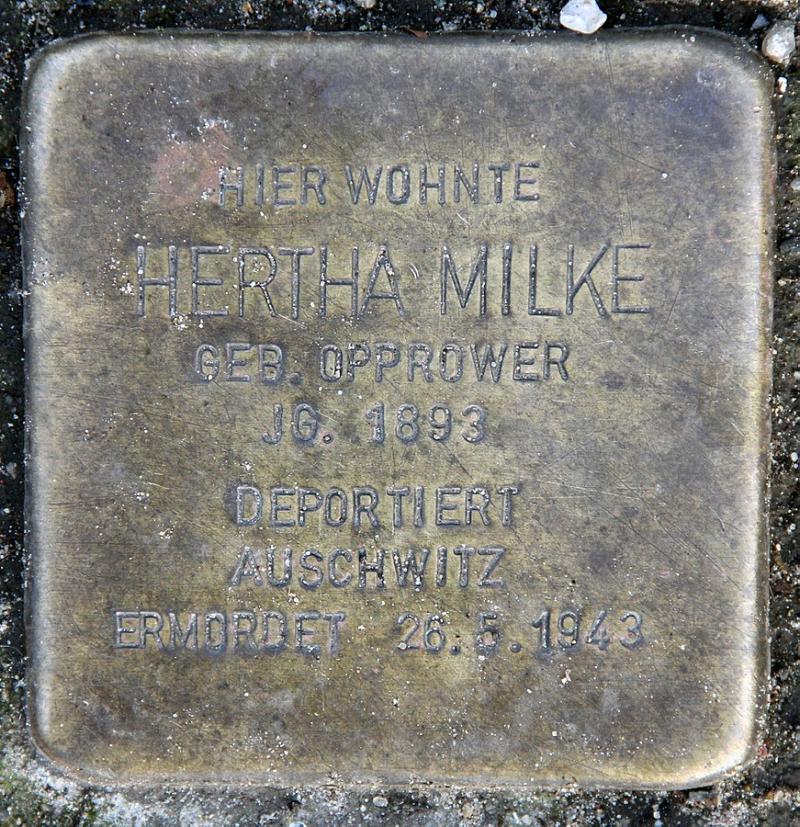 HIER WOHNTE
HERTHA MILKE
GEB. OPPROWER
JG. 1893
DEPORTIERT
AUSCHWITZ
ERMORDET 26.5.1943